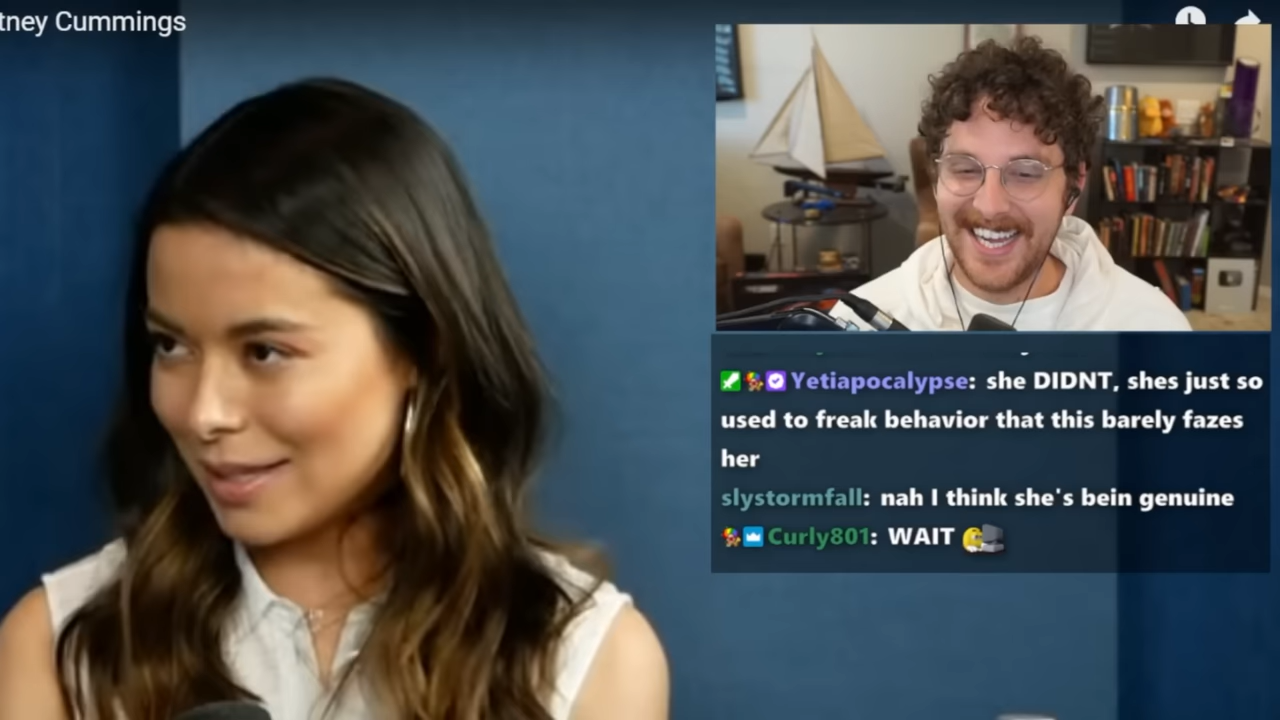 tney Cummings
Yetiapocalypse: she DIDNT, shes just so
used to freak behavior that this barely fazes
her
slystormfall: nah I think she's bein genuine
Curly801: WAIT